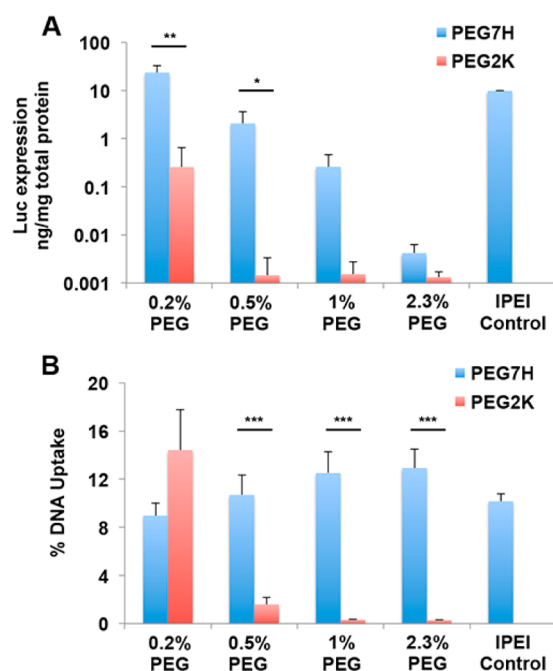 A
PEG7H
PEG2K
**
*
Luc expression
ng/mg total protein
100
10
1
0.1
0.01
0.001
0.2%
PEG
0.5%
PEG
1%
PEG
2.3%
PEG
IPEI
Control
B
PEG7H
PEG2K
***
***
***
% DNA Uptake
20
16
12
8
4
0
0.2%
PEG
0.5%
PEG
1%
PEG
2.3%
PEG
IPEI
Control